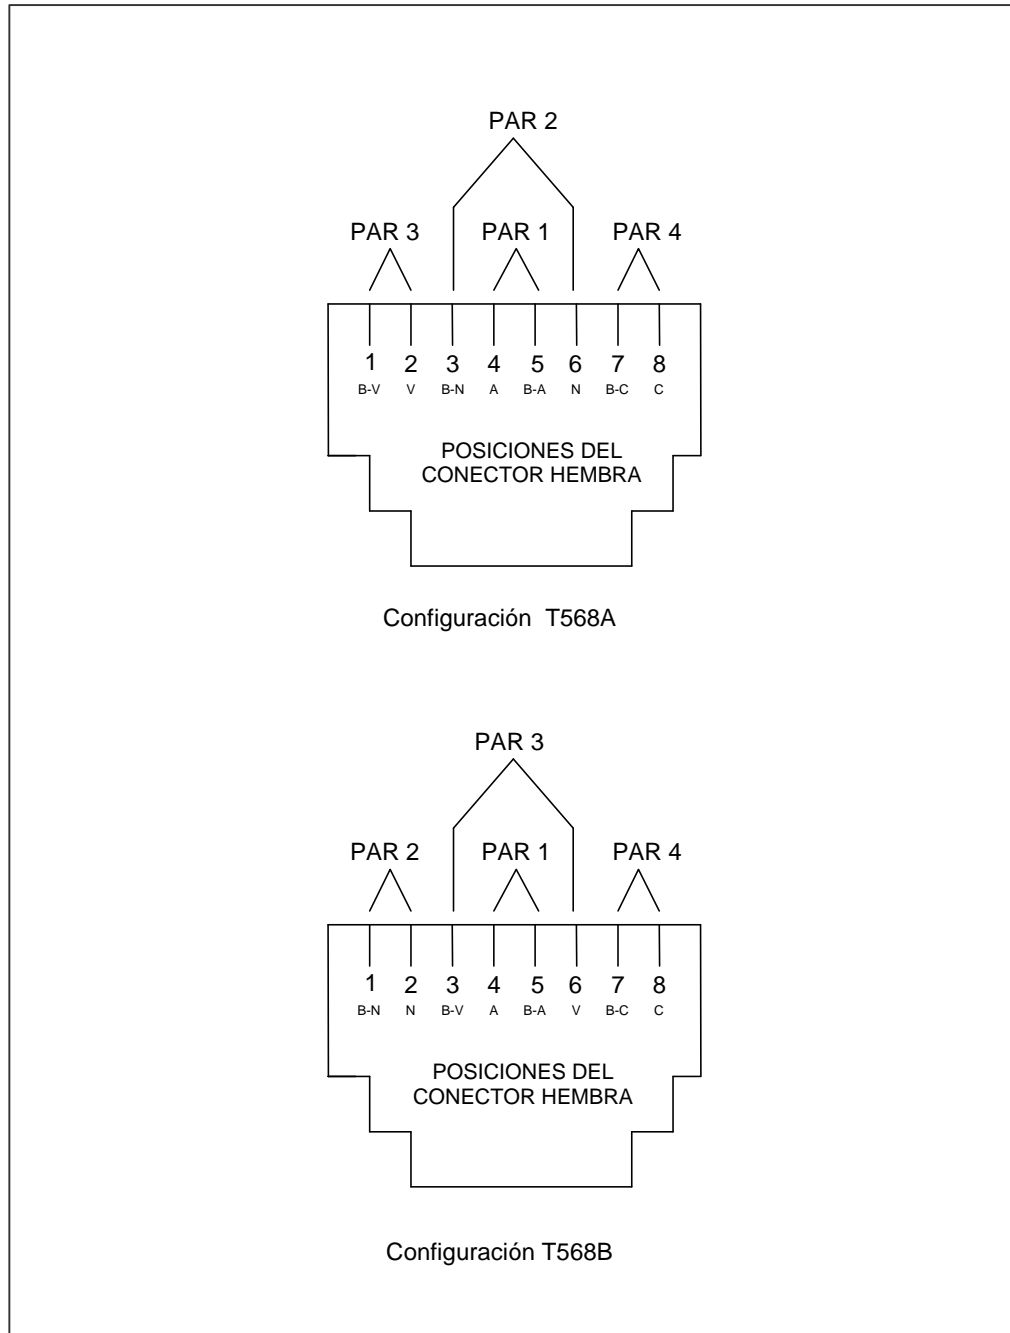 PAR 2
PAR 3 PAR 1 PAR 4
1 2 3 4 5 6 7 8
B-V V B-N A B-A N B-C C
POSICIONES DEL
CONECTOR HEMBRA
Configuración T568A
PAR 3
PAR 2 PAR 1 PAR 4
1 2 3 4 5 6 7 8
B-N N B-V A B-A V B-C C
POSICIONES DEL
CONECTOR HEMBRA
Configuración T568B